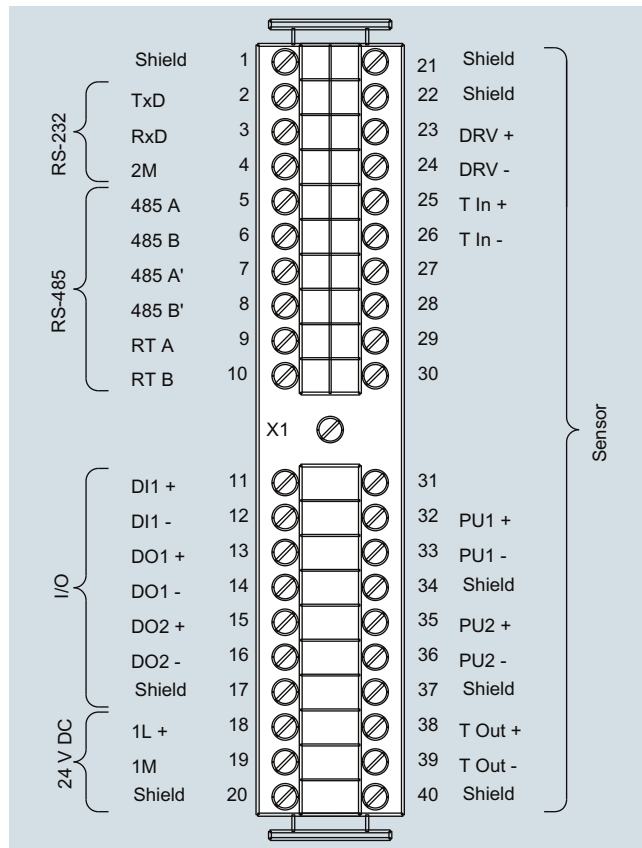 Shield 1 21 Shield
TxD 2 22 Shield
RxD 3 23 DRV +
2M 4 24 DRV -
RS-232
485 A 5 25 T In +
485 B 6 26 T In -
485 A' 7 27
485 B' 8 28
RT A 9 29
RT B 10 30
RS-485
X1
Sensor
DI1 + 11 31
DI1 - 12 32 PU1 +
DO1 + 13 33 PU1 -
DO1 - 14 34 Shield
DO2 + 15 35 PU2 +
DO2 - 16 36 PU2 -
Shield 17 37 Shield
I/O
1L + 18 38 T Out +
1M 19 39 T Out -
Shield 20 40 Shield
24 V DC